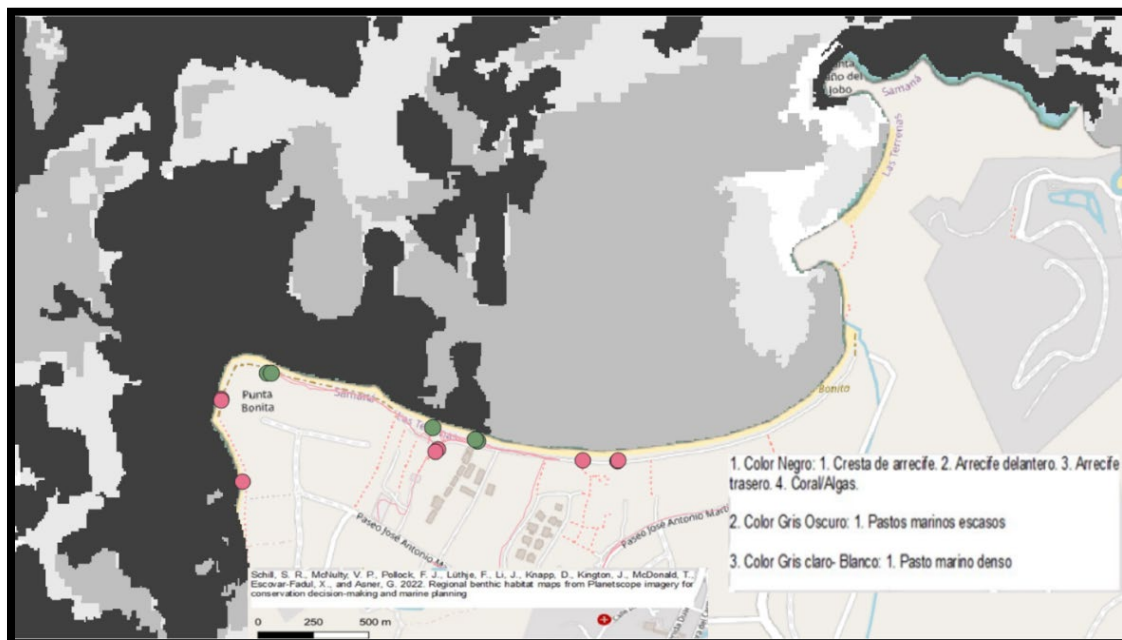 Samaná
Las Terrenas
Punta
Bonita
Samaná
Bonito
Paseo José Antonio
Paseo José Antonio
1. Color Negro: 1. Cresta de arrecife. 2. Arrecife delantero. 3. Arrecife
trasero. 4. Coral/Algas.
2. Color Gris Oscuro: 1. Pastos marinos escasos
3. Color Gris claro- Blanco: 1. Pasto marino denso
Schill, S. R., McNulty, V. P., Pollock, F. J., Lüthje, F., Li, J., Knapp, D., Kington, J., McDonald, T.,
Escovar-Fadul, X., and Asner, G. 2022. Regional benthic habitat maps from Planetscope imagery for
conservation decision-making and marine planning
0 250 500 m